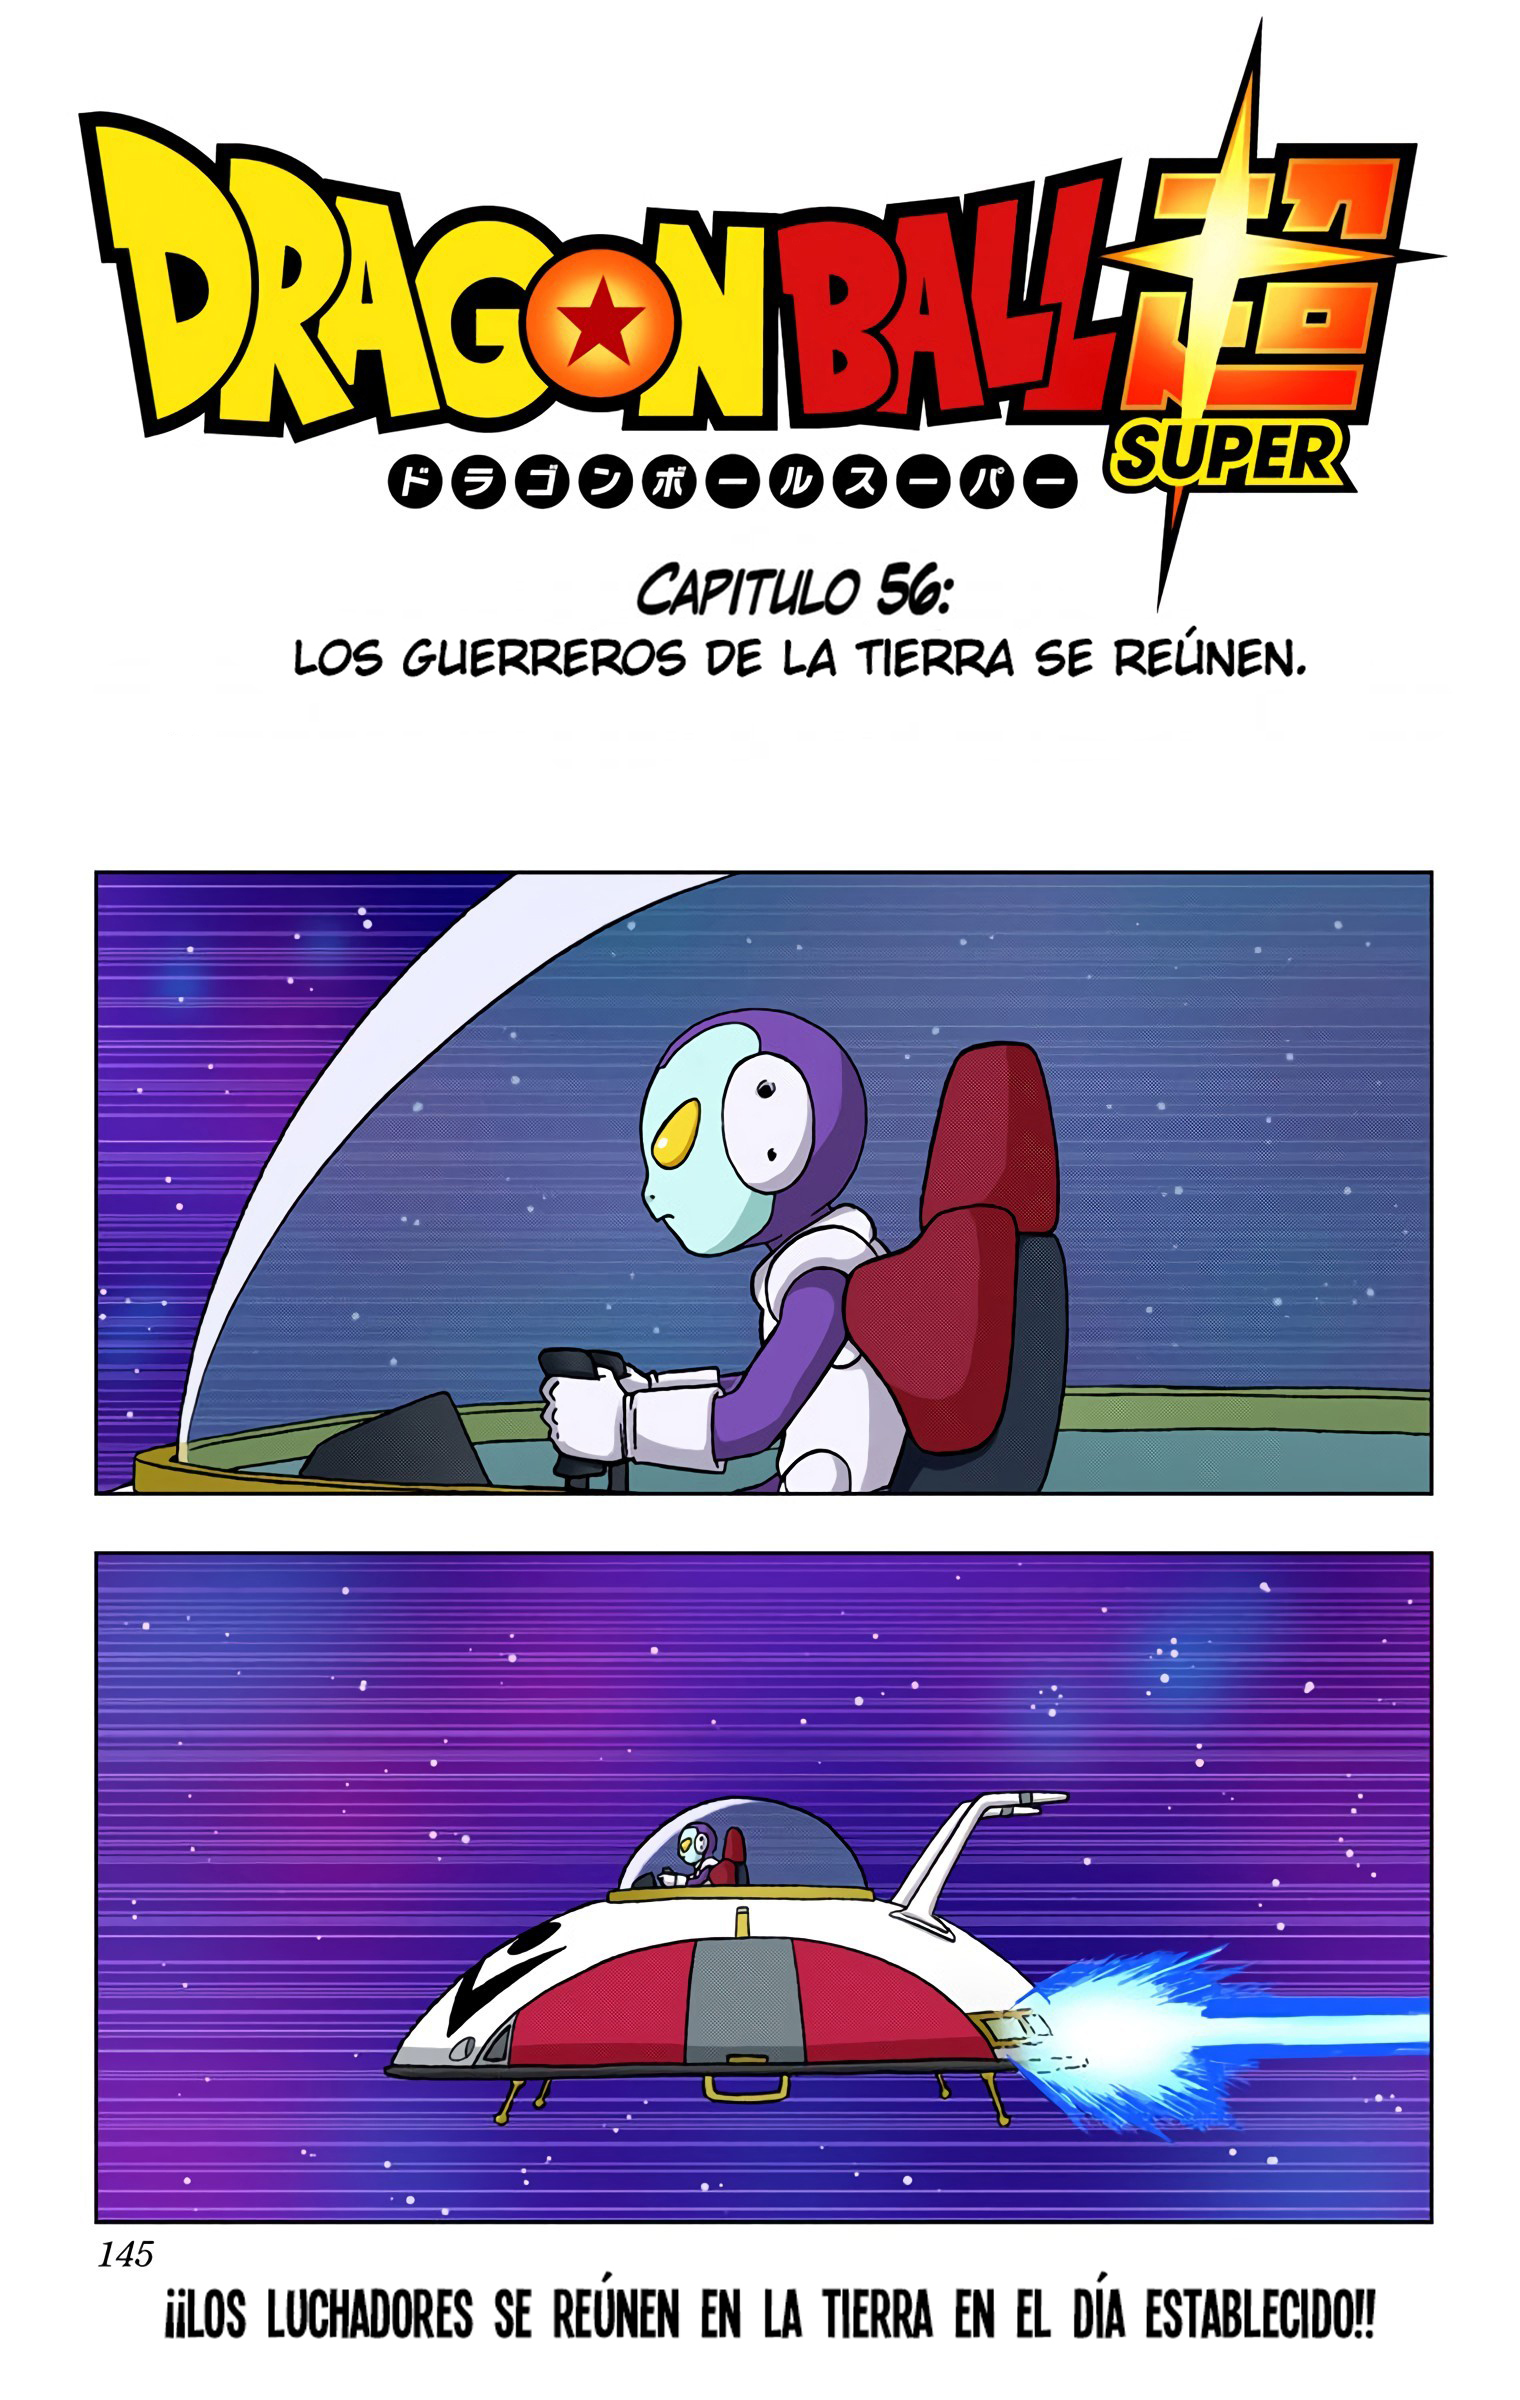 DRAGON BALL 超
SUPER
ドラゴンボールスーパー
CAPITULO 56:
LOS GUERREROS DE LA TIERRA SE REÚNEN.
145
¡¡LOS LUCHADORES SE REÚNEN EN LA TIERRA EN EL DÍA ESTABLECIDO!!